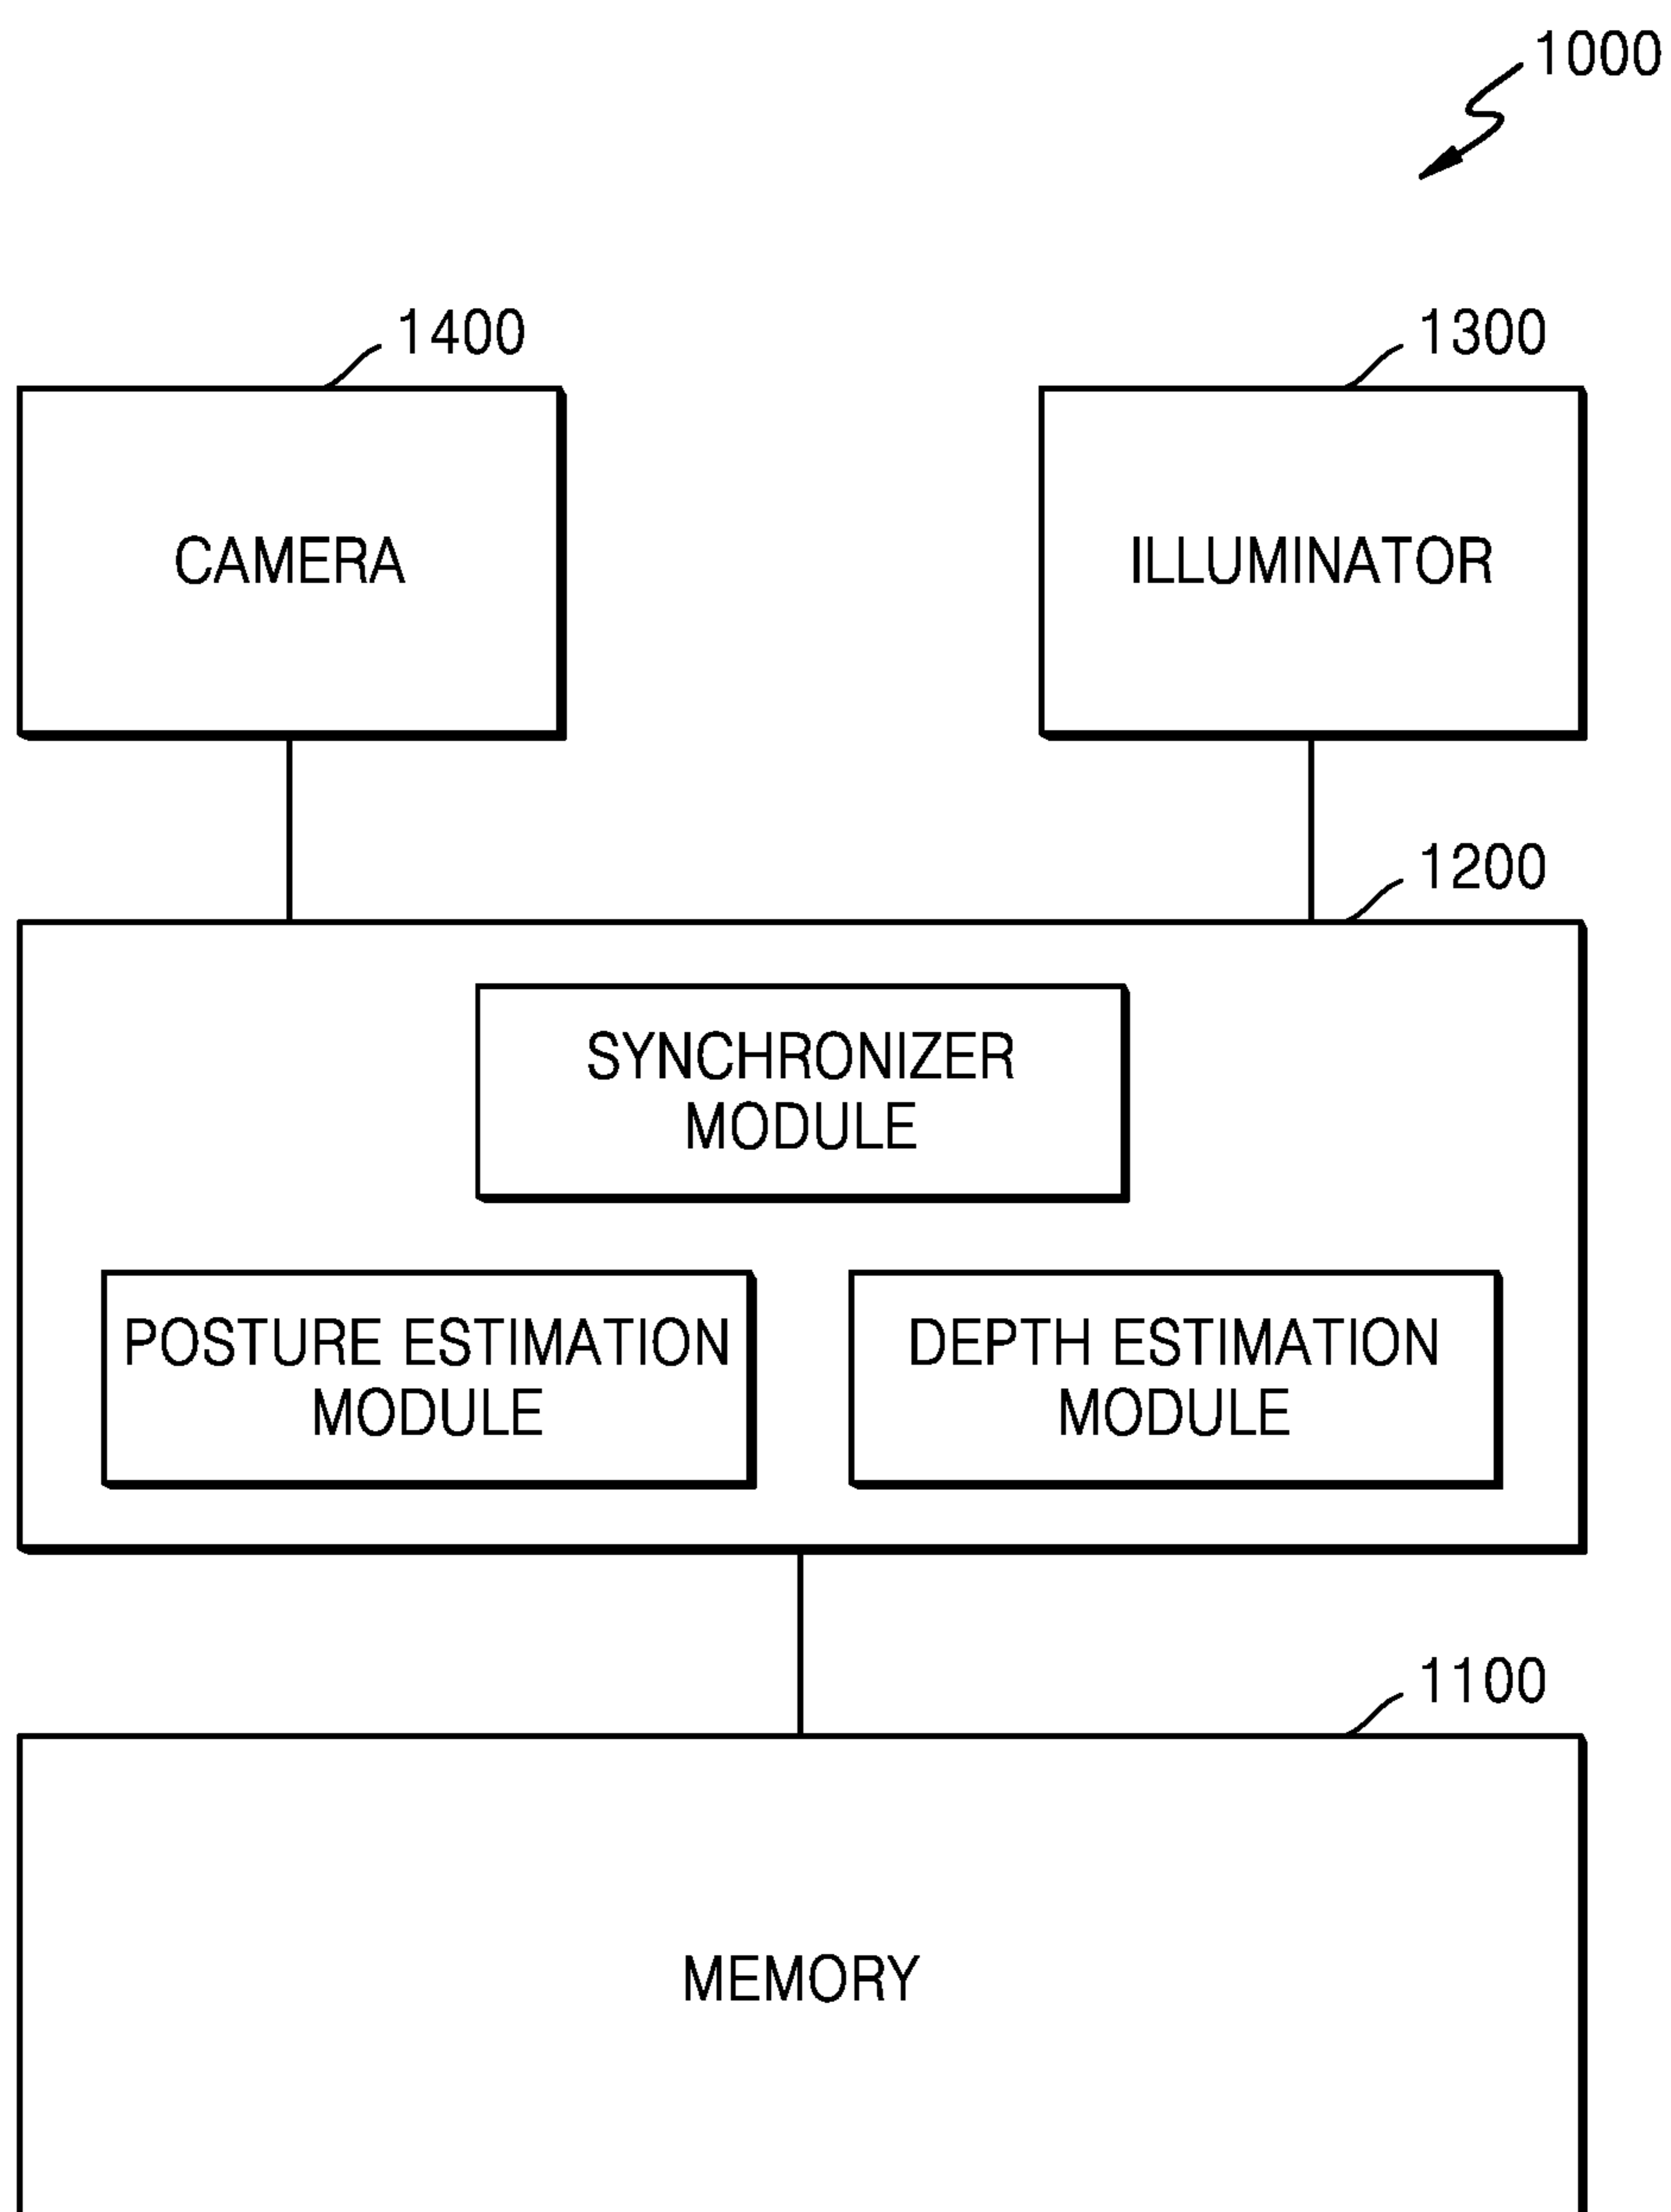 1000
1400
1300
CAMERA
ILLUMINATOR
1200
SYNCHRONIZER
MODULE
POSTURE ESTIMATION
MODULE
DEPTH ESTIMATION
MODULE
1100
MEMORY